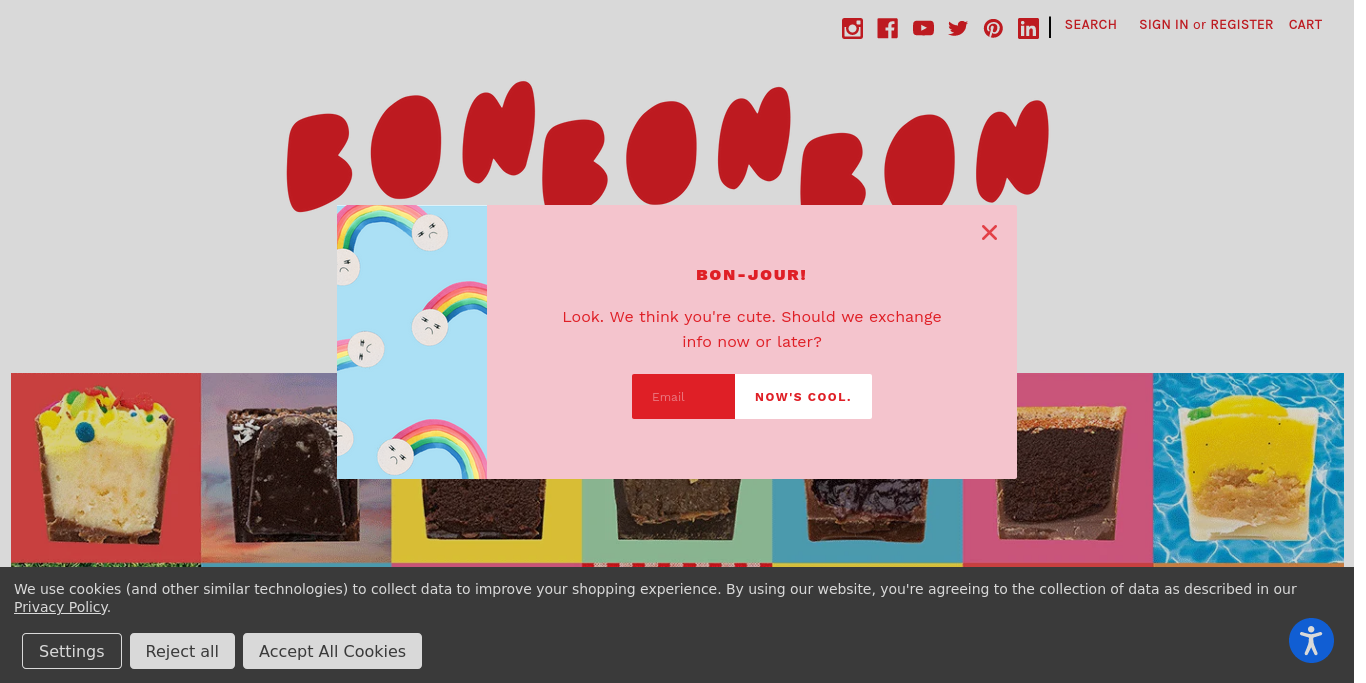 SEARCH SIGN IN or REGISTER CART
BONBONBON
BON-JOUR!
Look. We think you're cute. Should we exchange
info now or later?
Email NOW'S COOL.
We use cookies (and other similar technologies) to collect data to improve your shopping experience. By using our website, you're agreeing to the collection of data as described in our
Privacy Policy.
Settings Reject all Accept All Cookies